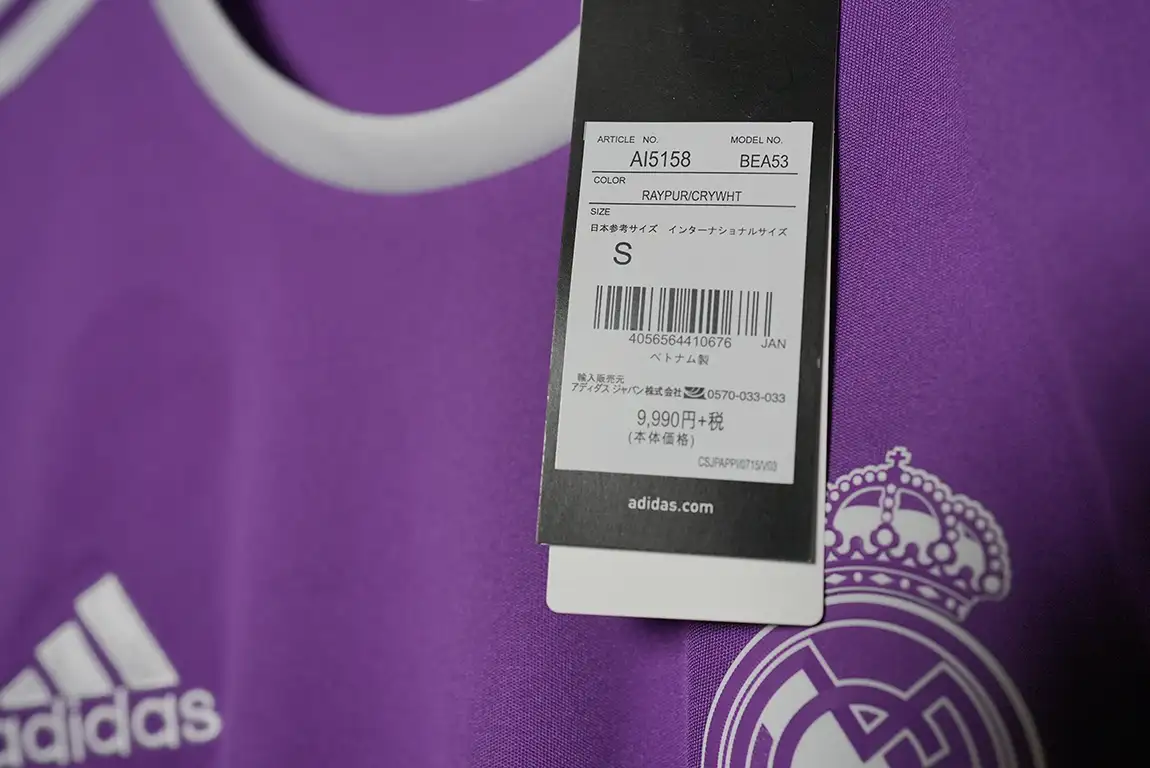 ARTICLE NO. MODEL NO.
AI5158 BEA53
COLOR
RAYPUR/CRYWHT
SIZE
日本参考サイズ インターナショナルサイズ
S
4056564410676 JAN
ベトナム製
輸入販売元
アディダス ジャパン株式会社 0570-033-033
9,990円+税
(本体価格)
CSJPAPPI/0715/V03
adidas.com
adidas